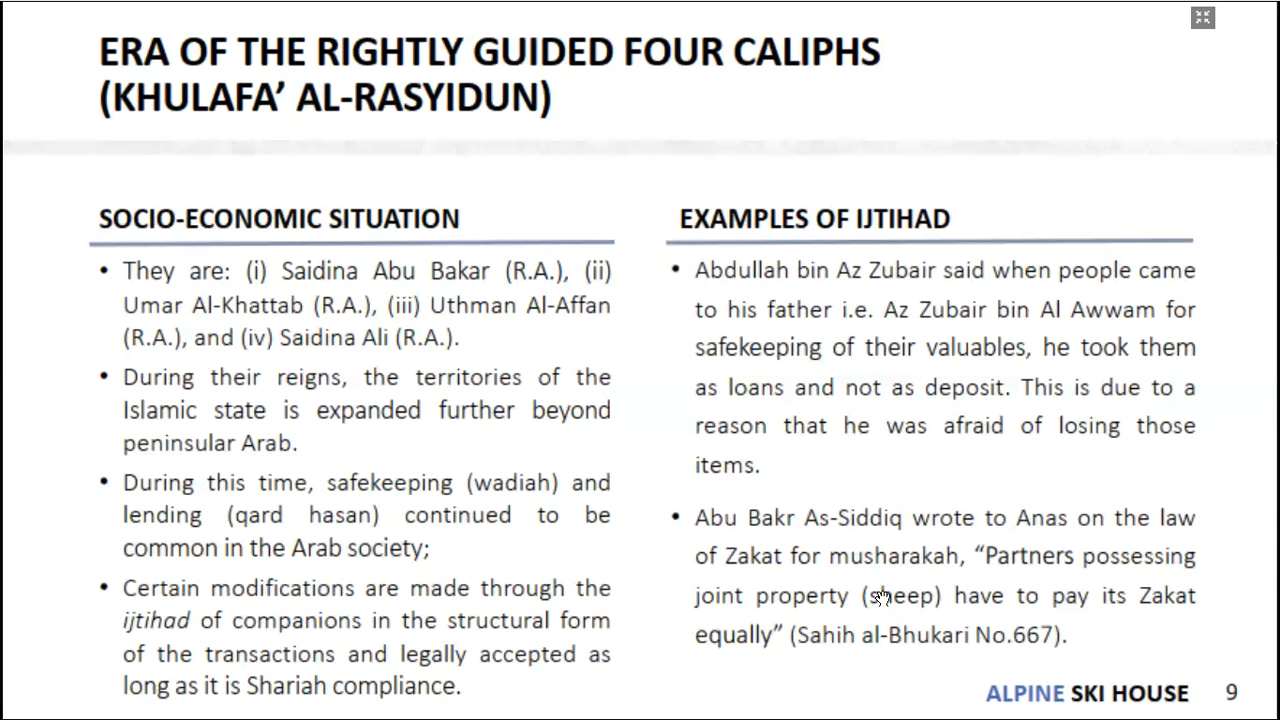 ERA OF THE RIGHTLY GUIDED FOUR CALIPHS
(KHULAFA’ AL-RASYIDUN)
SOCIO-ECONOMIC SITUATION
• They are: (i) Saidina Abu Bakar (R.A.), (ii)
Umar Al-Khattab (R.A.), (iii) Uthman Al-Affan
(R.A.), and (iv) Saidina Ali (R.A.).
• During their reigns, the territories of the
Islamic state is expanded further beyond
peninsular Arab.
• During this time, safekeeping (wadiah) and
lending (qard hasan) continued to be
common in the Arab society;
• Certain modifications are made through the
ijtihad of companions in the structural form
of the transactions and legally accepted as
long as it is Shariah compliance.
EXAMPLES OF IJTIHAD
• Abdullah bin Az Zubair said when people came
to his father i.e. Az Zubair bin Al Awwam for
safekeeping of their valuables, he took them
as loans and not as deposit. This is due to a
reason that he was afraid of losing those
items.
• Abu Bakr As-Siddiq wrote to Anas on the law
of Zakat for musharakah, “Partners possessing
joint property (sheep) have to pay its Zakat
equally” (Sahih al-Bhukari No.667).
ALPINE SKI HOUSE 9